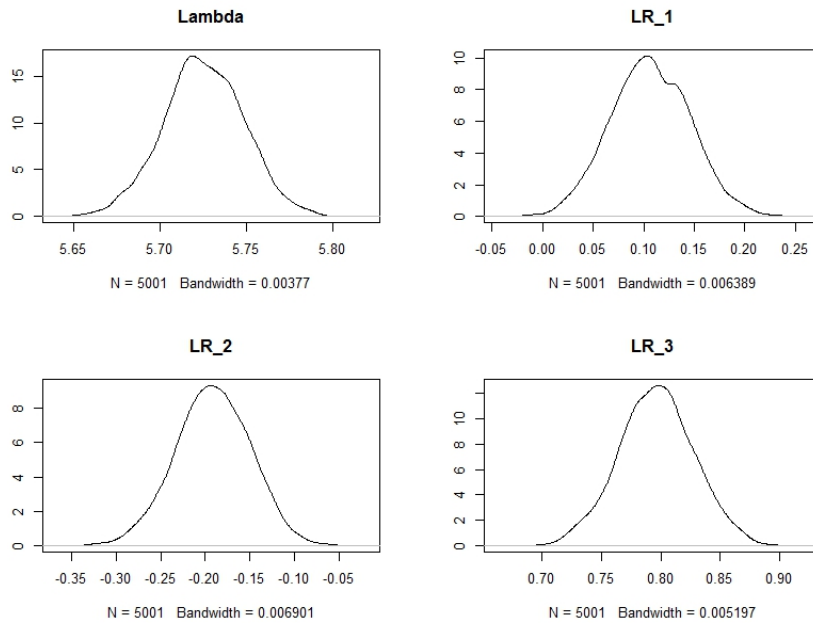 Lambda
15
10
5
0
5.65 5.70 5.75 5.80
N = 5001 Bandwidth = 0.00377
LR_1
10
8
6
4
2
0
-0.05 0.00 0.05 0.10 0.15 0.20 0.25
N = 5001 Bandwidth = 0.006389
LR_2
8
6
4
2
0
-0.35 -0.30 -0.25 -0.20 -0.15 -0.10 -0.05
N = 5001 Bandwidth = 0.006901
LR_3
10
8
6
4
2
0
0.70 0.75 0.80 0.85 0.90
N = 5001 Bandwidth = 0.005197